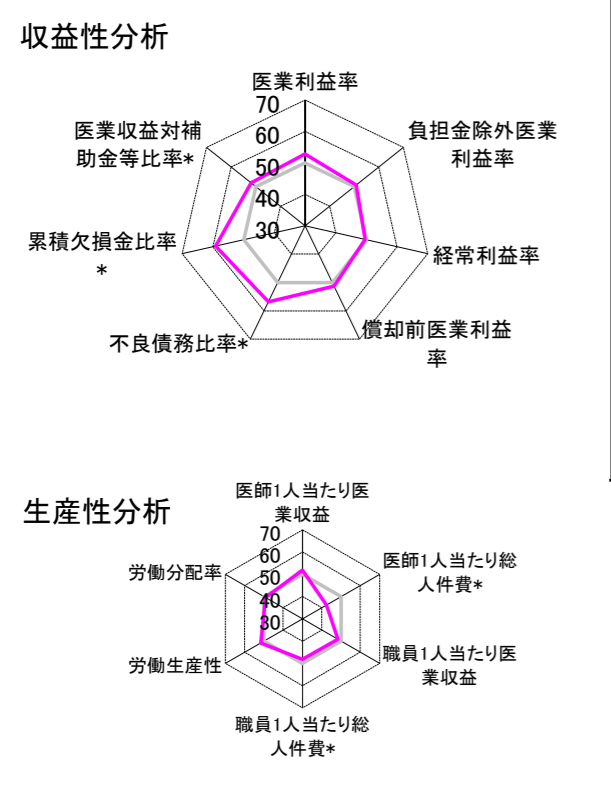 収益性分析
医業利益率
70
60
50
40
30
負担金除外医業
利益率
経常利益率
償却前医業利益
率
不良債務比率*
累積欠損金比率
*
医業収益対補
助金等比率*
生産性分析
医師1人当たり医
業収益
70
60
50
40
30
医師1人当たり総
人件費*
職員1人当たり医
業収益
職員1人当たり総
人件費*
労働生産性
労働分配率